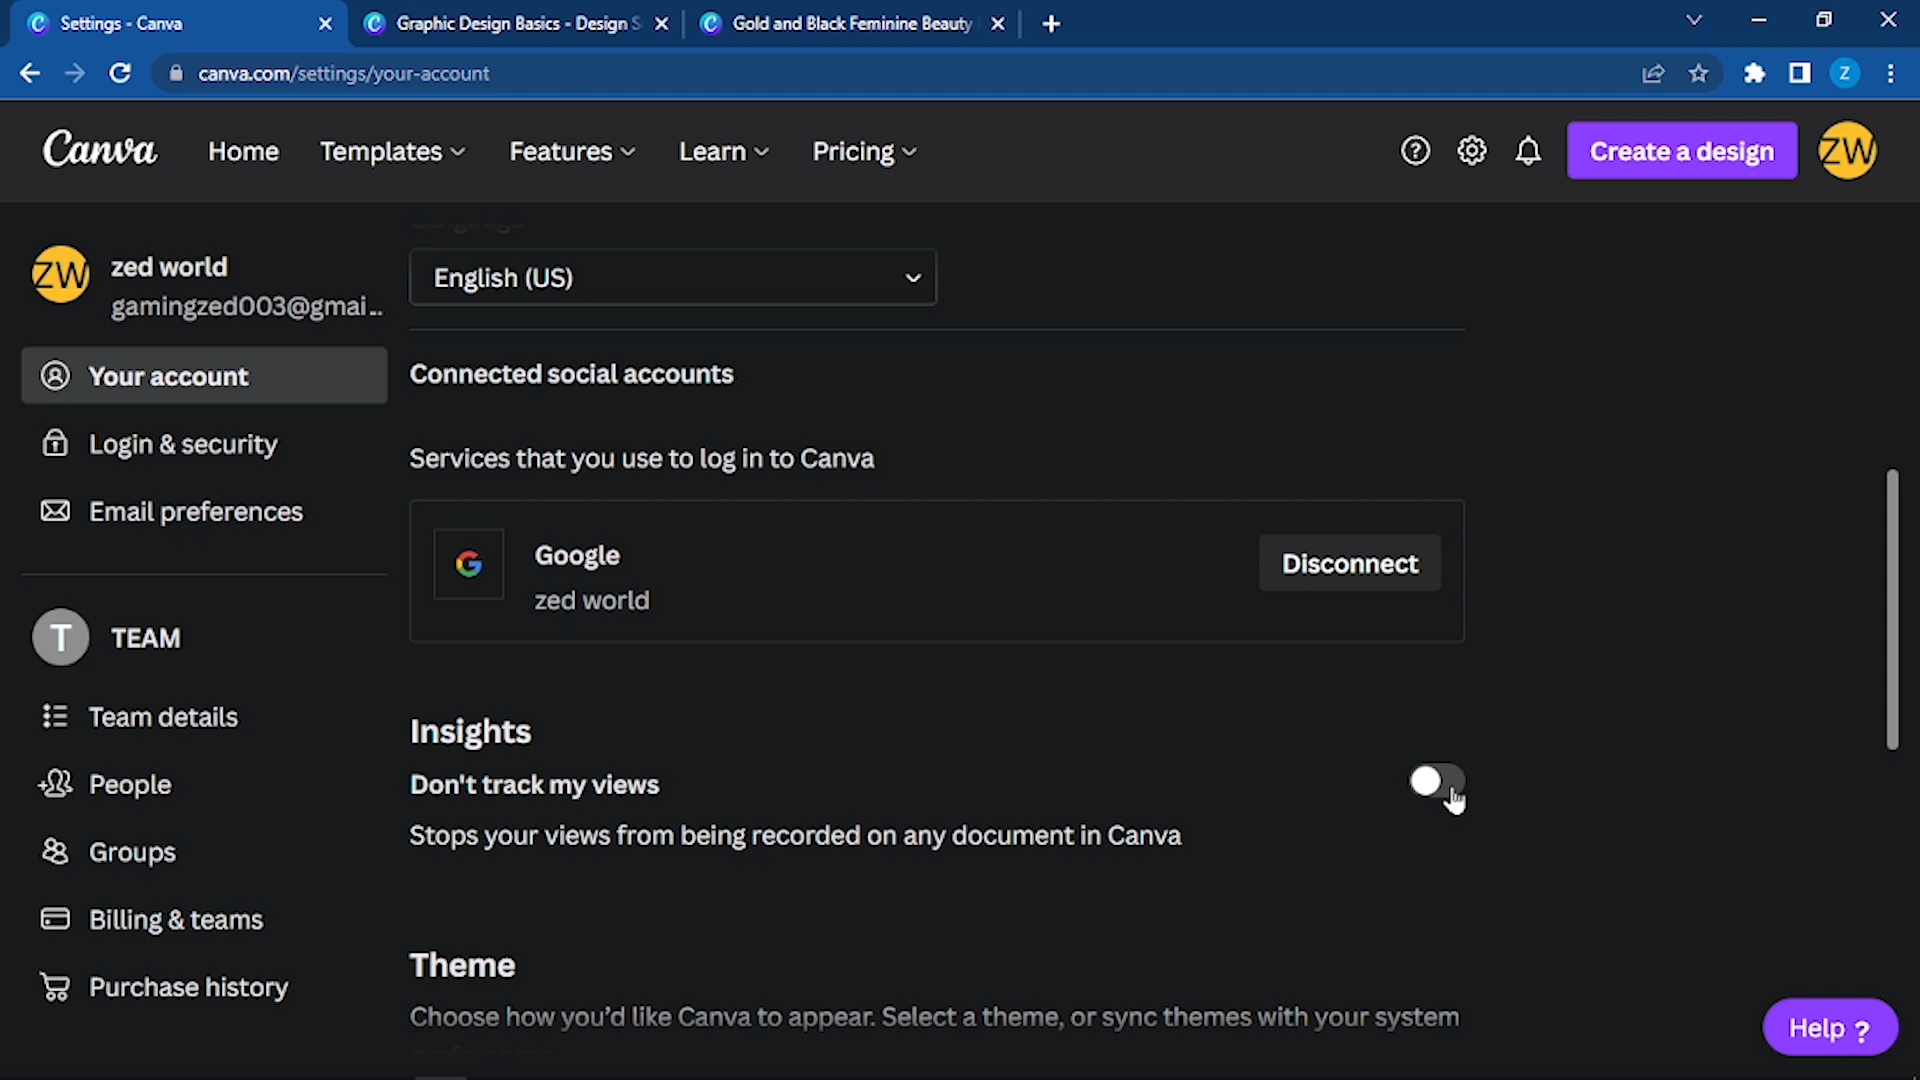 Settings - Canva
Graphic Design Basics - Design S
Gold and Black Feminine Beauty
canva.com/settings/your-account
Z
Canva
Home
Templates
Features
Learn
Pricing
Create a design
ZW
ZW
zed world
gamingzed003@gmai...
Your account
Login & security
Email preferences
T
TEAM
Team details
People
Groups
Billing & teams
Purchase history
Language
English (US)
Connected social accounts
Services that you use to log in to Canva
Google
zed world
Disconnect
Insights
Don't track my views
Stops your views from being recorded on any document in Canva
Theme
Choose how you’d like Canva to appear. Select a theme, or sync themes with your system
Help ?